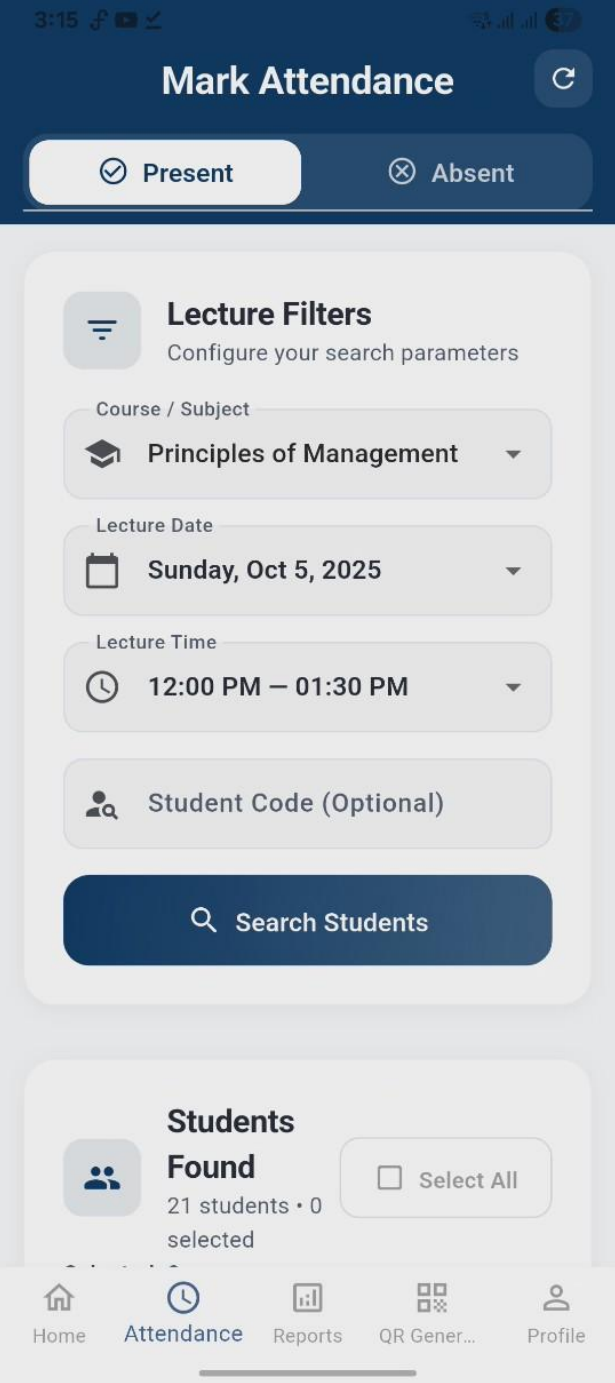 3:15
37
Mark Attendance
Present
Absent
Lecture Filters
Configure your search parameters
Course / Subject
Principles of Management
Lecture Date
Sunday, Oct 5, 2025
Lecture Time
12:00 PM — 01:30 PM
Student Code (Optional)
Search Students
Students
Found
21 students • 0
selected
Select All
Home
Attendance
Reports
QR Gener...
Profile